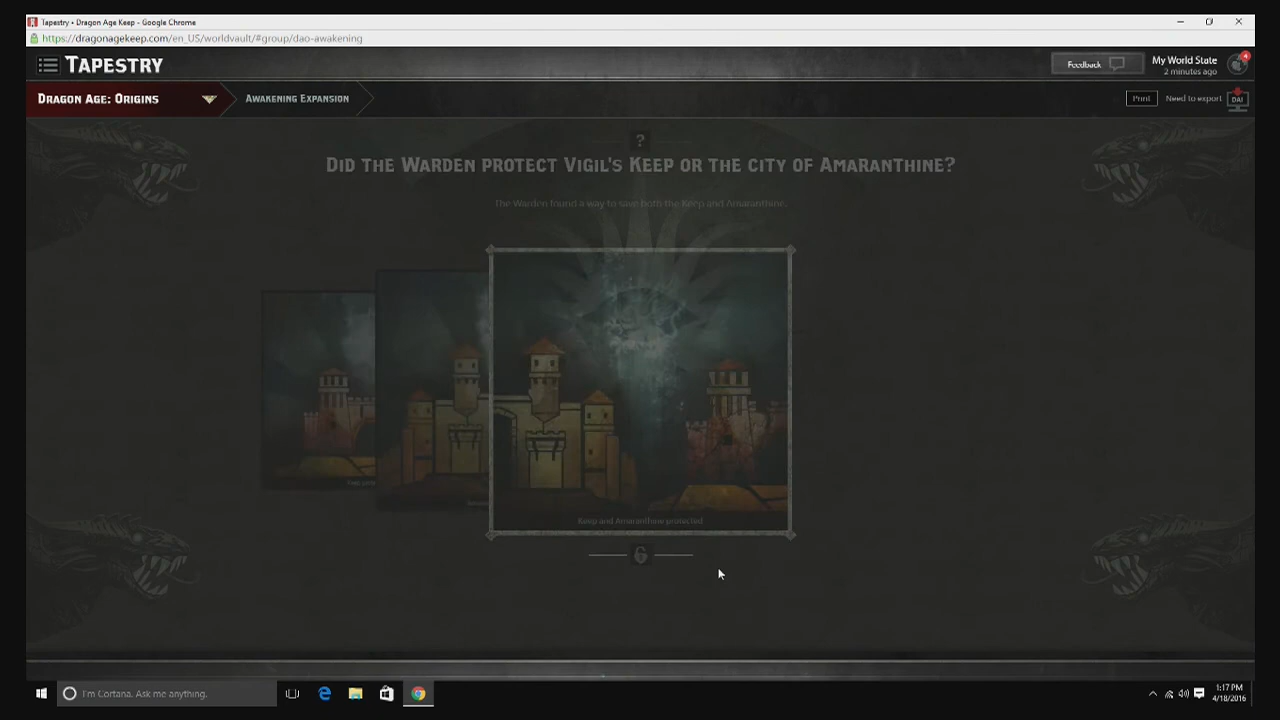 Tapestry • Dragon Age Keep - Google Chrome
https://dragonagekeep.com/en_US/worldvault/#group/dao-awakening
TAPESTRY
Feedback
My World State
4
2 minutes ago
DRAGON AGE: ORIGINS
AWAKENING EXPANSION
Print
Need to export
DAI
?
DID THE WARDEN PROTECT VIGIL'S KEEP OR THE CITY OF AMARANTHINE?
The Warden found a way to save both the Keep and Amaranthine.
Keep
Keep and Amaranthine protected
I'm Cortana. Ask me anything.
1:17 PM
4/18/2016